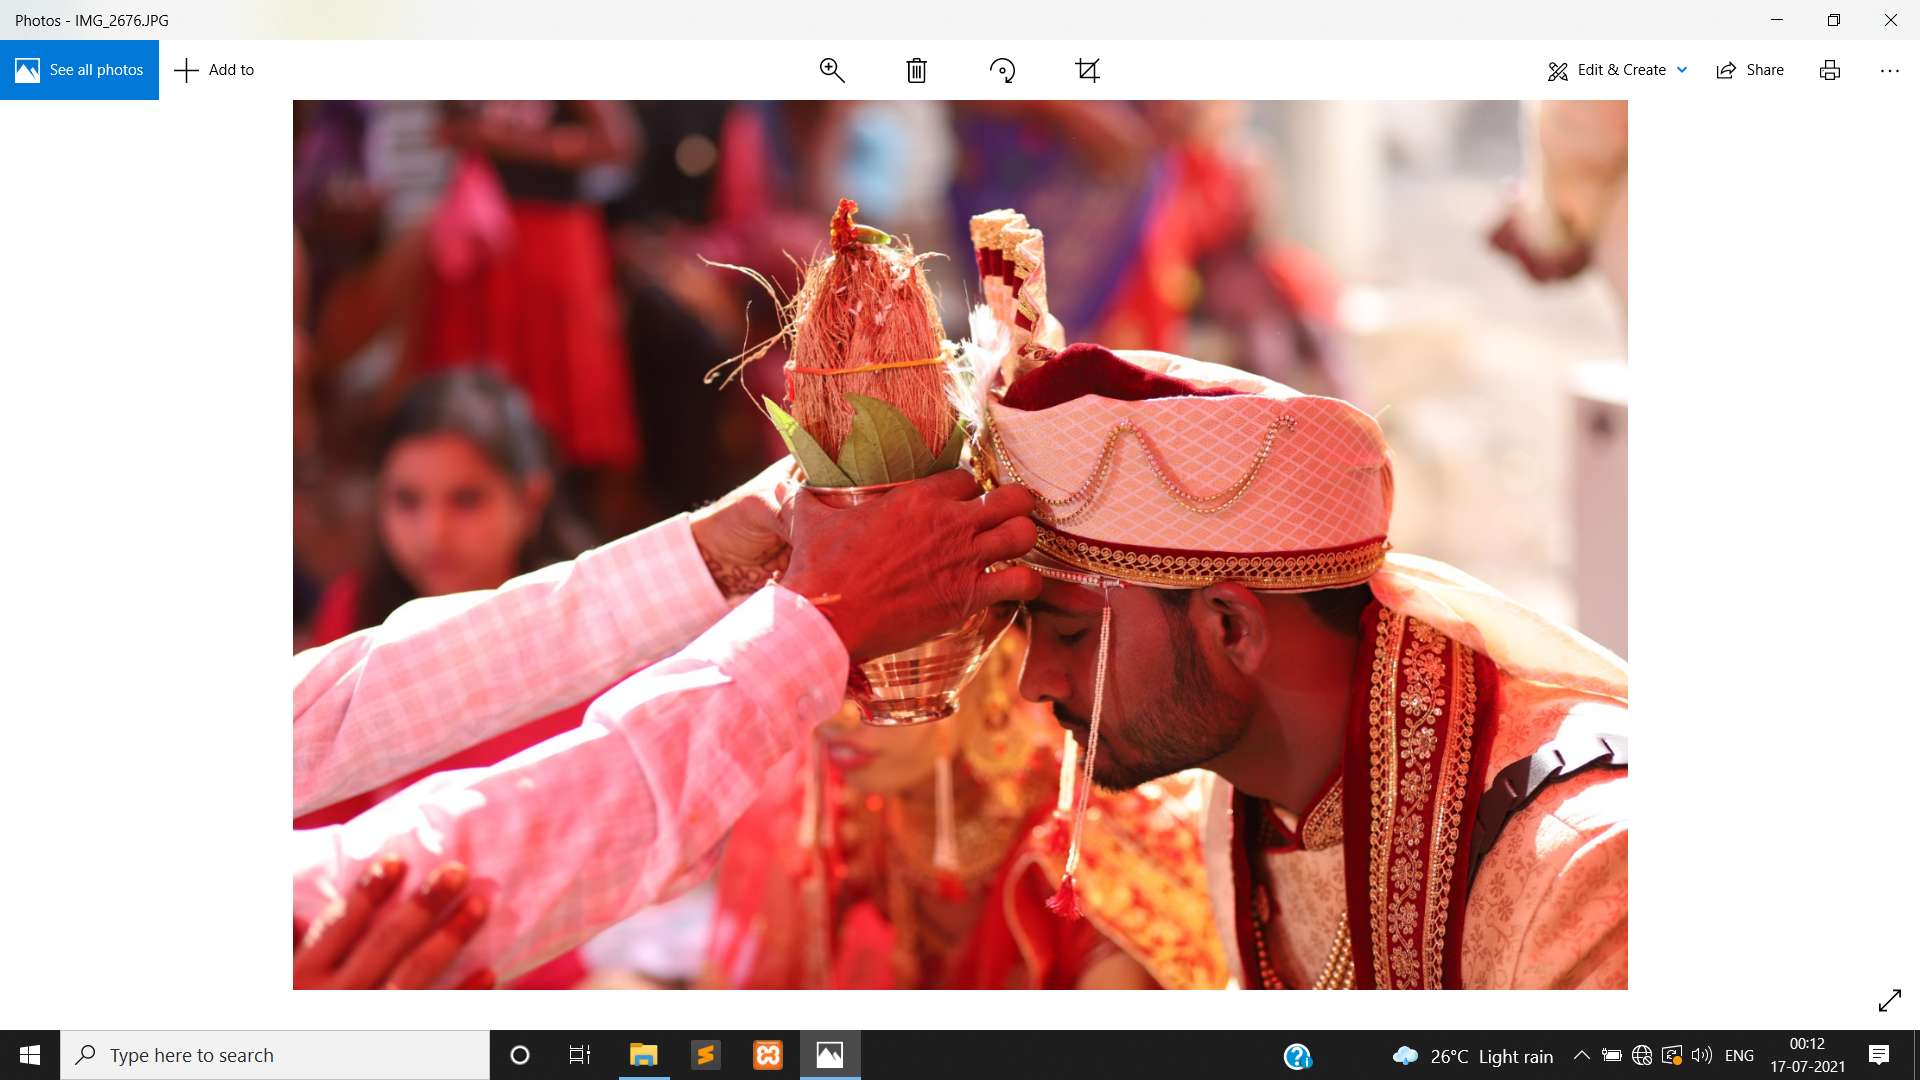 Photos - IMG_2676.JPG
See all photos
Add to
Edit & Create
Share
Type here to search
26°C Light rain
ENG
00:12
17-07-2021